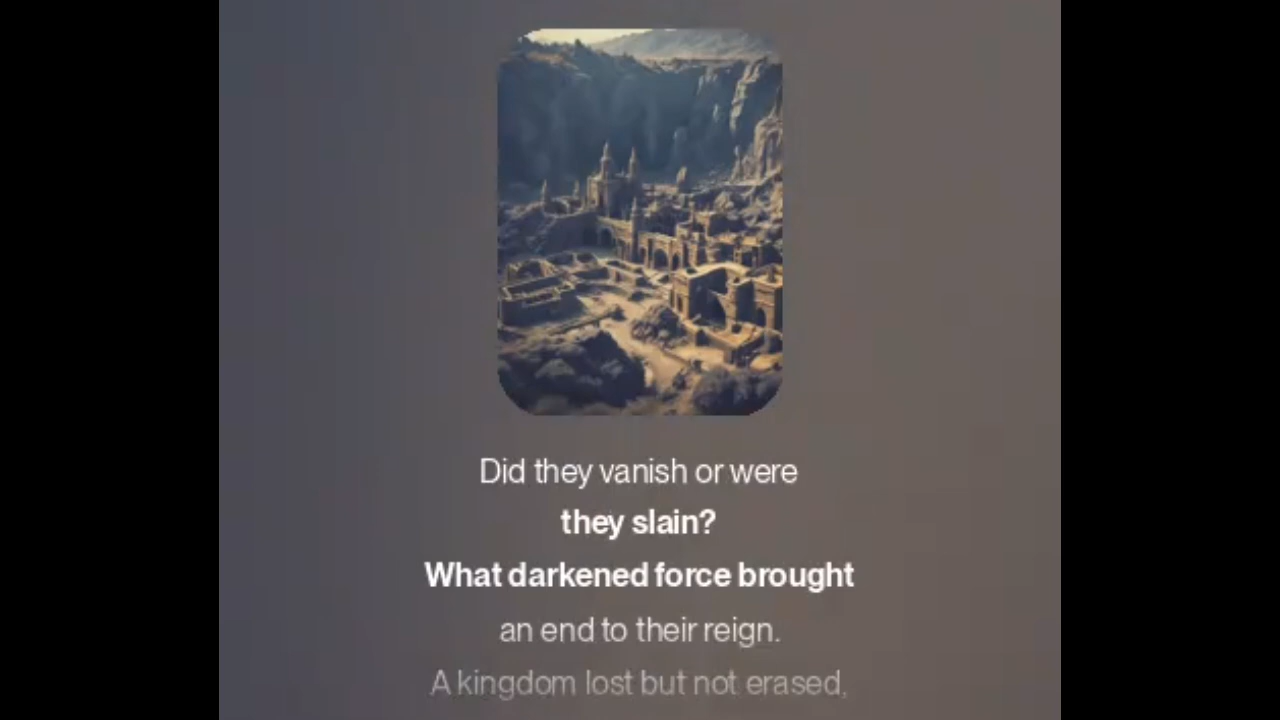 Did they vanish or were
they slain?
What darkened force brought
an end to their reign.
A kingdom lost but not erased,